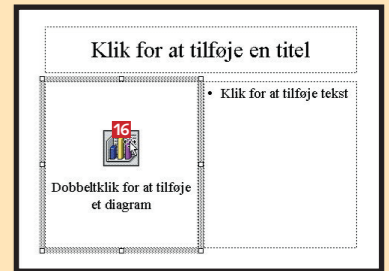 Klik for at tilføje en titel
16
Dobbeltklik for at tilføje
et diagram
• Klik for at tilføje tekst